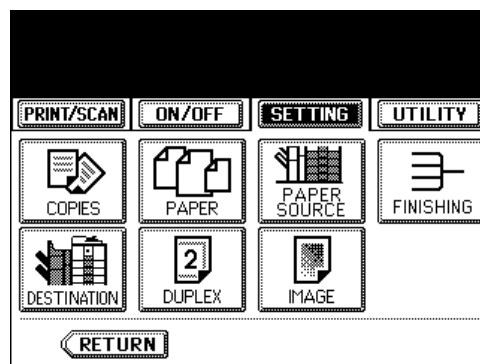 PRINT/SCAN ON/OFF SETTING UTILITY
COPIES PAPER PAPER SOURCE FINISHING
DESTINATION 2 DUPLEX IMAGE
RETURN